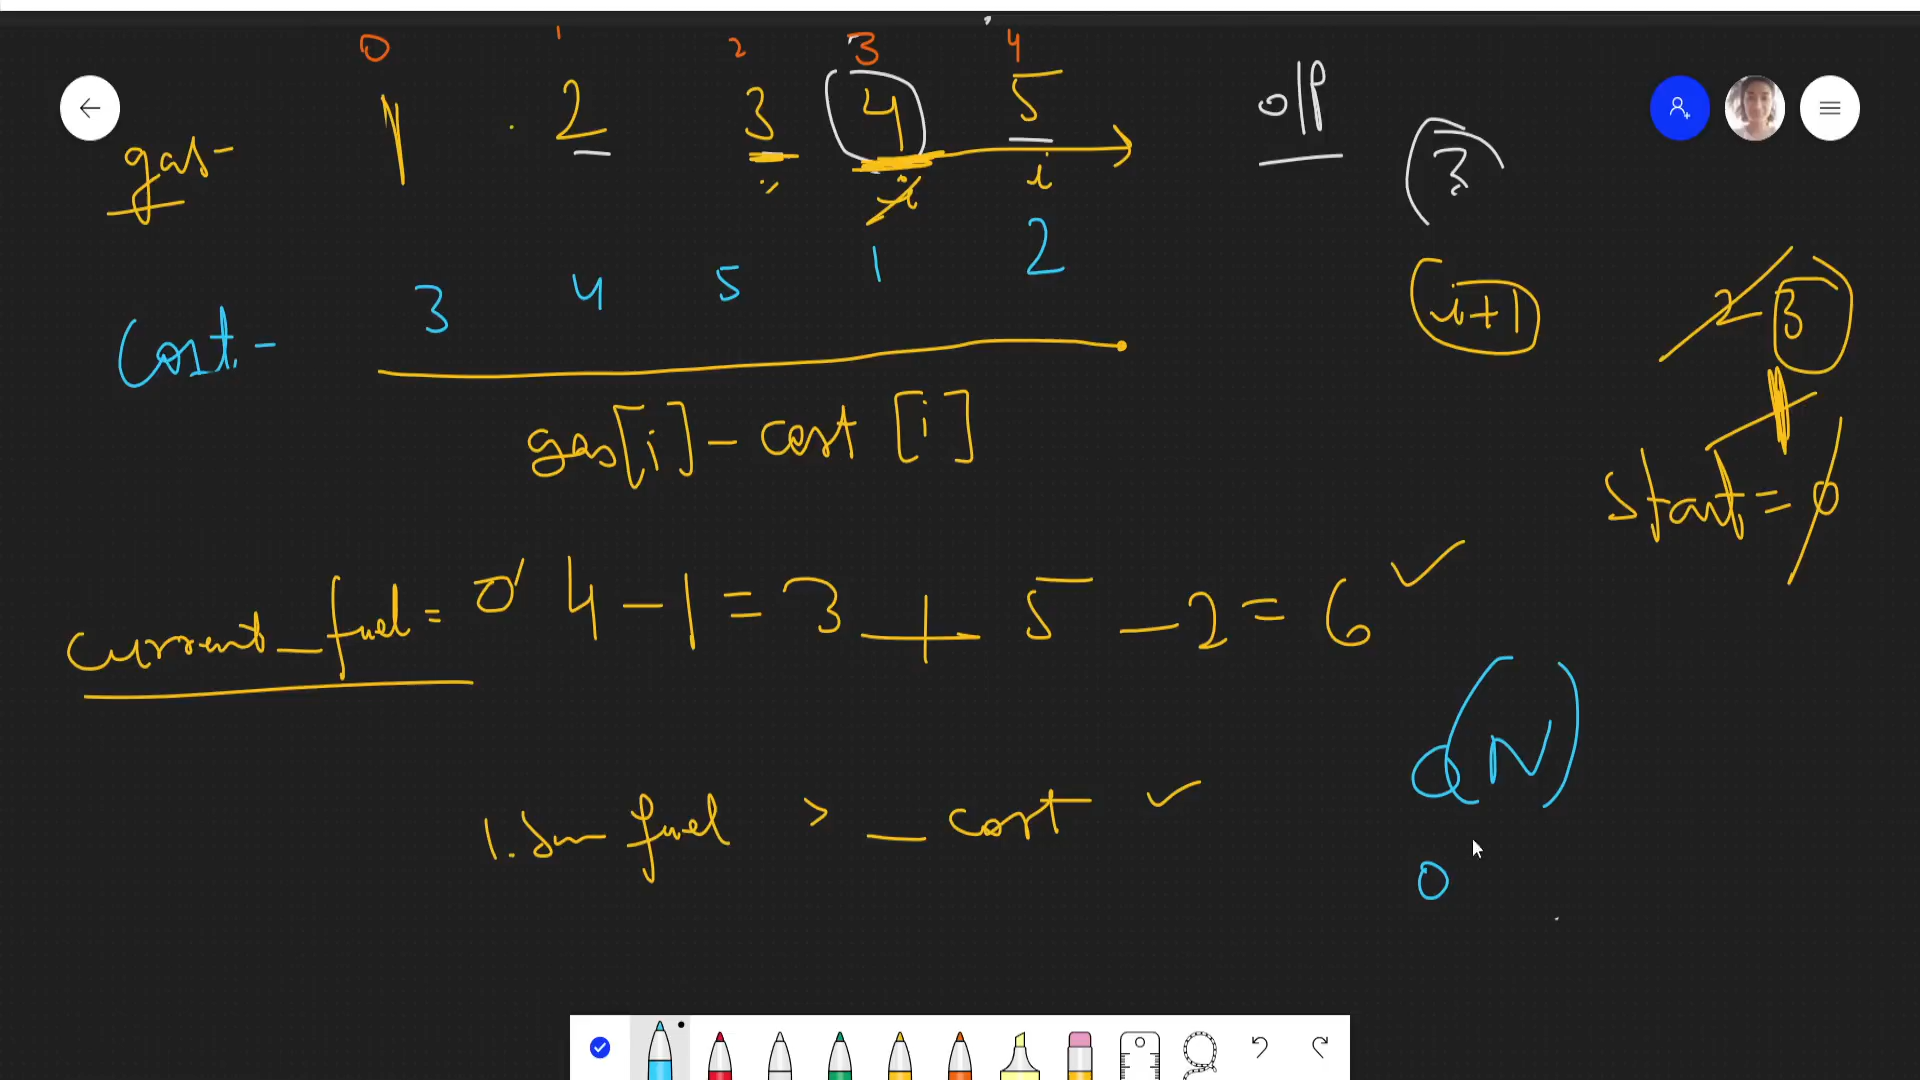 0 1 2 3 4
gas- 1 2 3 4 5
i i i
o/p 3
Cost.- 3 4 5 1 2
i+1
2 3
gas[i] - cost [i]
start = 0
current_fuel = 0 4 - 1 = 3 + 5 - 2 = 6
O(N)
1. Sum fuel > _ cost
O